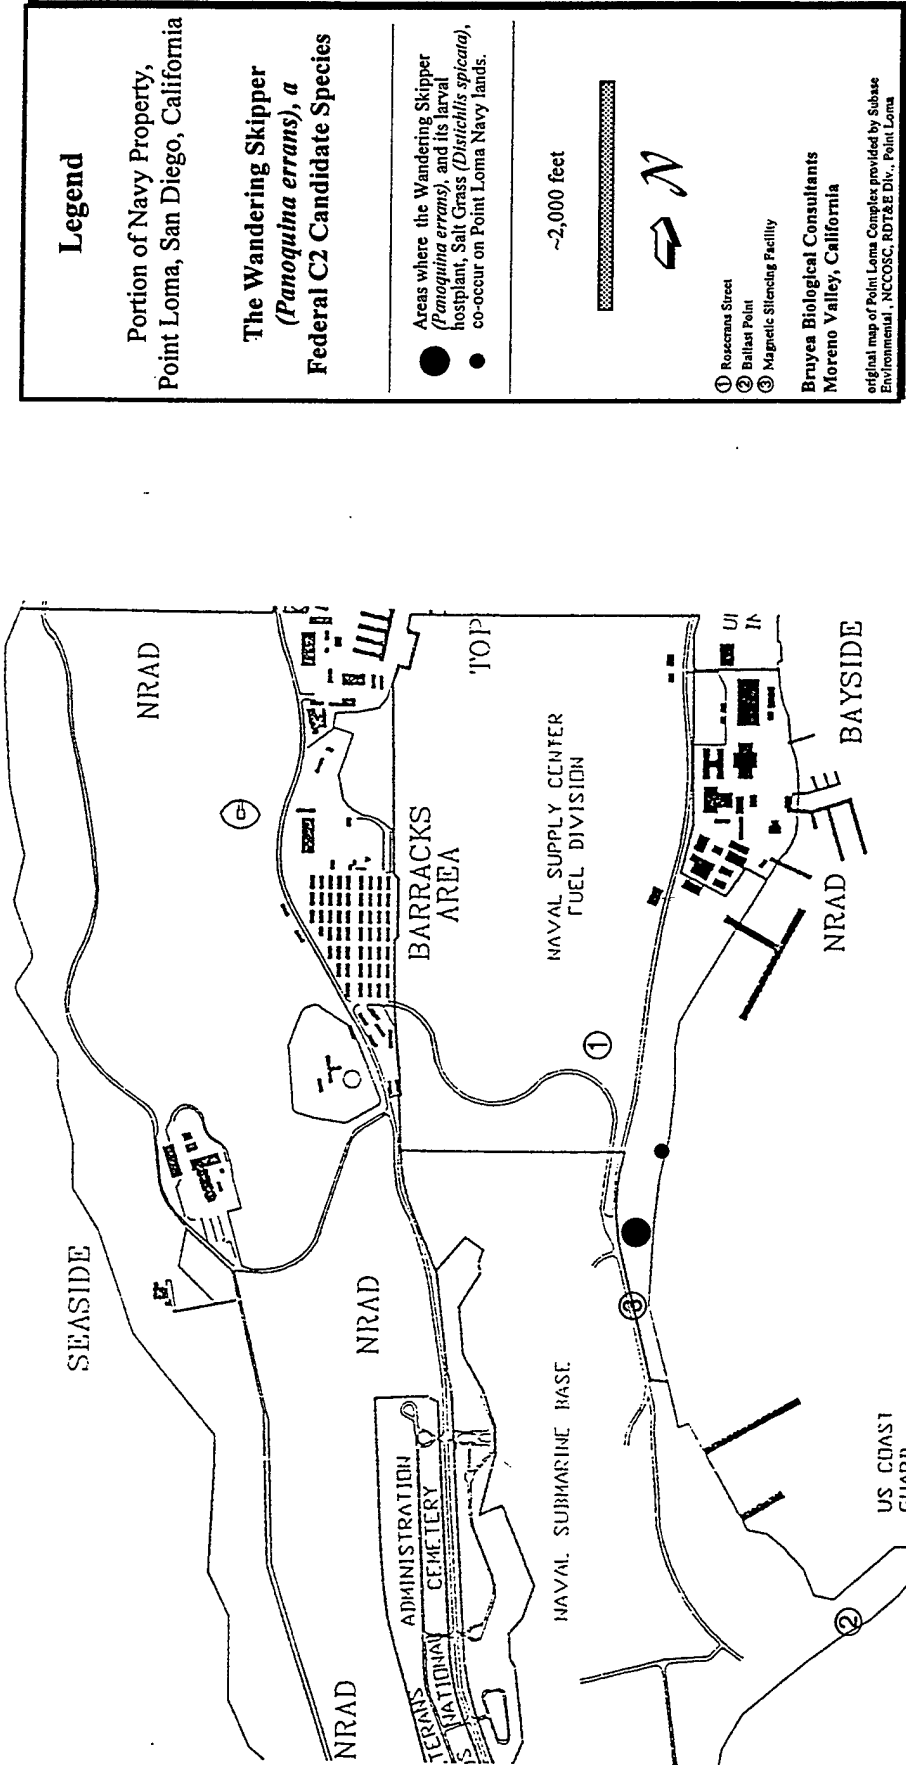 Legend
Portion of Navy Property,
Point Loma, San Diego, California
The Wandering Skipper
(Panoquina errans), a
Federal C2 Candidate Species
Areas where the Wandering Skipper
(Panoquina errans), and its larval
hostplant, Salt Grass (Distichlis spicata),
co-occur on Point Loma Navy lands.
~2,000 feet
N
① Rosecrans Street
② Ballast Point
③ Magnetic Silencing Facility
Bruyea Biological Consultants
Moreno Valley, California
original map of Point Loma Complex provided by Subase
Environmental, NCCOSC, RDT&E Div., Point Loma
SEASIDE
NRAD
NRAD
NRAD
ADMINISTRATION
CEMETERY
NATIONAL
TERANS
BARRACKS
AREA
TOP
NAVAL SUPPLY CENTER
FUEL DIVISION
NAVAL SUBMARINE BASE
①
③
②
NRAD
BAYSIDE
US COAST
GUARD